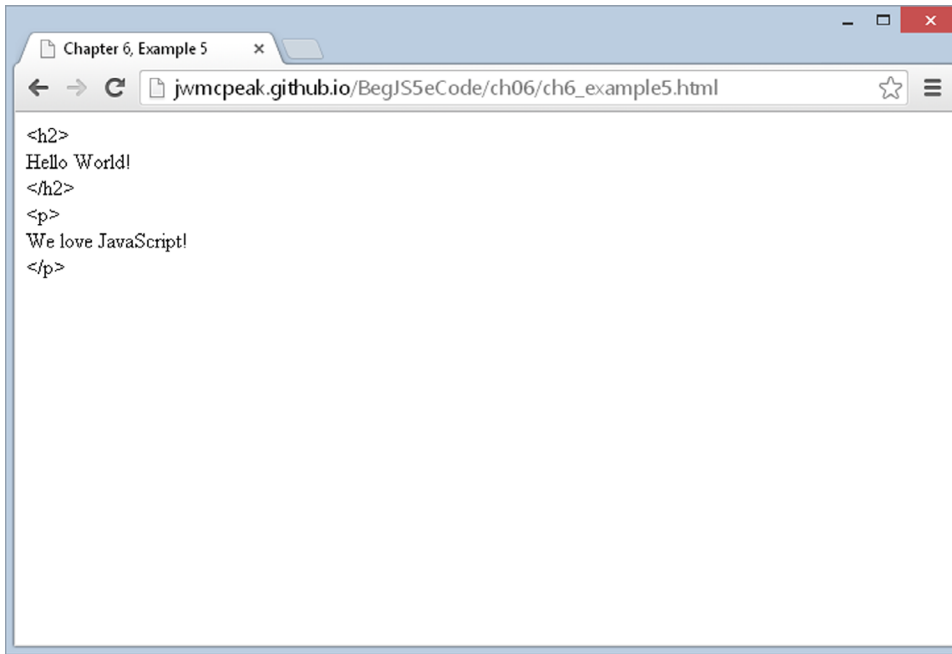 Chapter 6, Example 5
jwmcpeak.github.io/BegJS5eCode/ch06/ch6_example5.html
<h2>
Hello World!
</h2>
<p>
We love JavaScript!
</p>